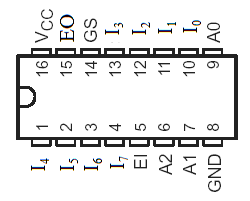 VCC EO GS I3 I2 I1 I0 A0
16 15 14 13 12 11 10 9
1 2 3 4 5 6 7 8
I4 I5 I6 I7 EI A2 A1 GND